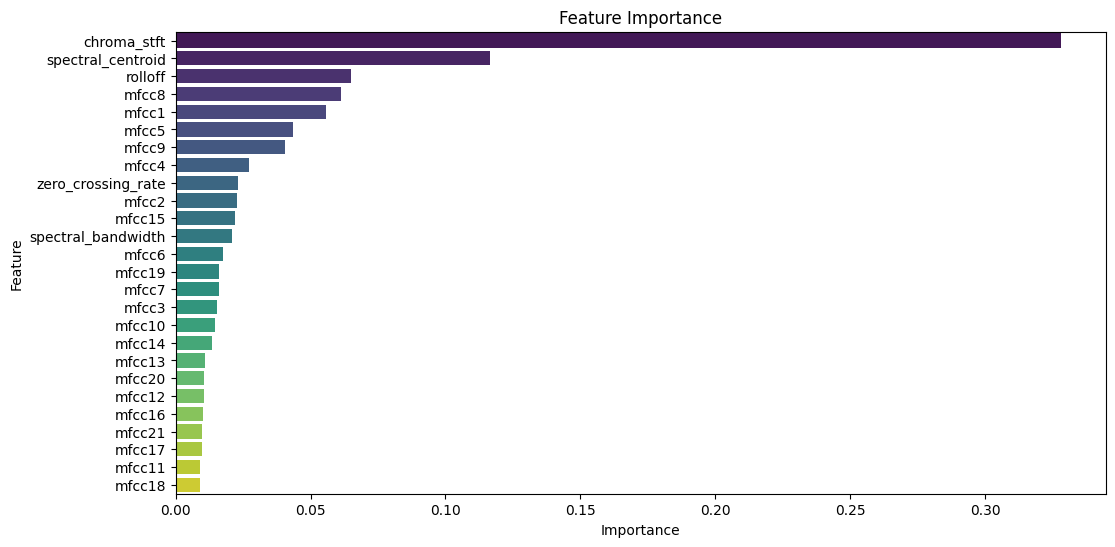 Feature Importance
chroma_stft
spectral_centroid
rolloff
mfcc8
mfcc1
mfcc5
mfcc9
mfcc4
zero_crossing_rate
mfcc2
mfcc15
spectral_bandwidth
mfcc6
mfcc19
mfcc7
mfcc3
mfcc10
mfcc14
mfcc13
mfcc20
mfcc12
mfcc16
mfcc21
mfcc17
mfcc11
mfcc18
Feature
0.00 0.05 0.10 0.15 0.20 0.25 0.30
Importance